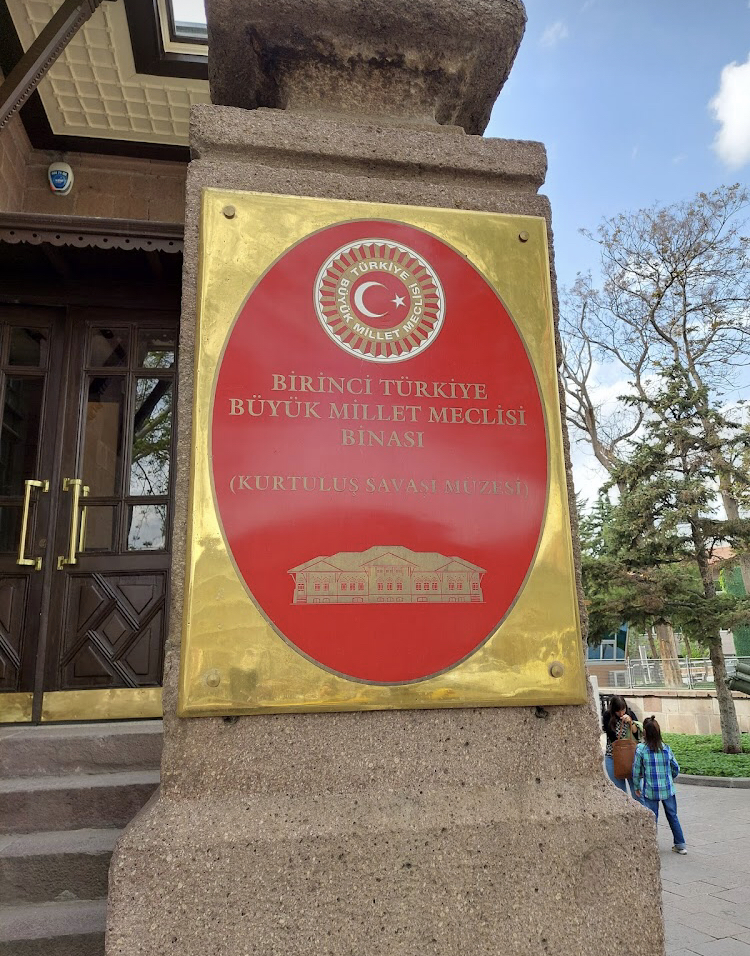 TÜRKİYE
BÜYÜK MİLLET MECLİSİ
BİRİNCİ TÜRKİYE
BÜYÜK MİLLET MECLİSİ
BİNASI
(KURTULUŞ SAVAŞI MÜZESİ)